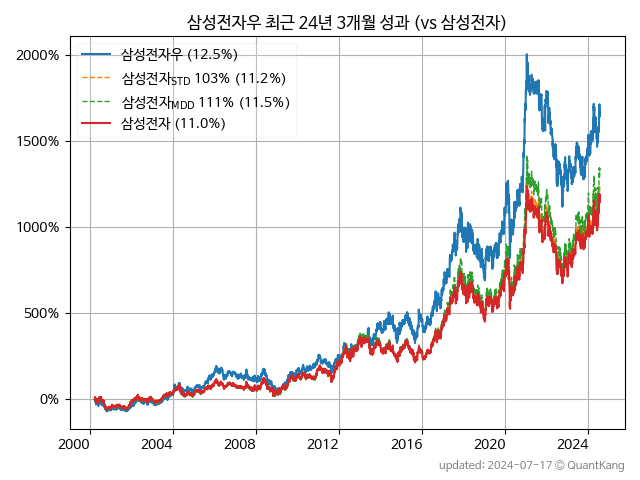 삼성전자우 최근 24년 3개월 성과 (vs 삼성전자)
삼성전자우 (12.5%)
삼성전자STD 103% (11.2%)
삼성전자MDD 111% (11.5%)
삼성전자 (11.0%)
2000%
1500%
1000%
500%
0%
2000 2004 2008 2012 2016 2020 2024
updated: 2024-07-17 © QuantKang